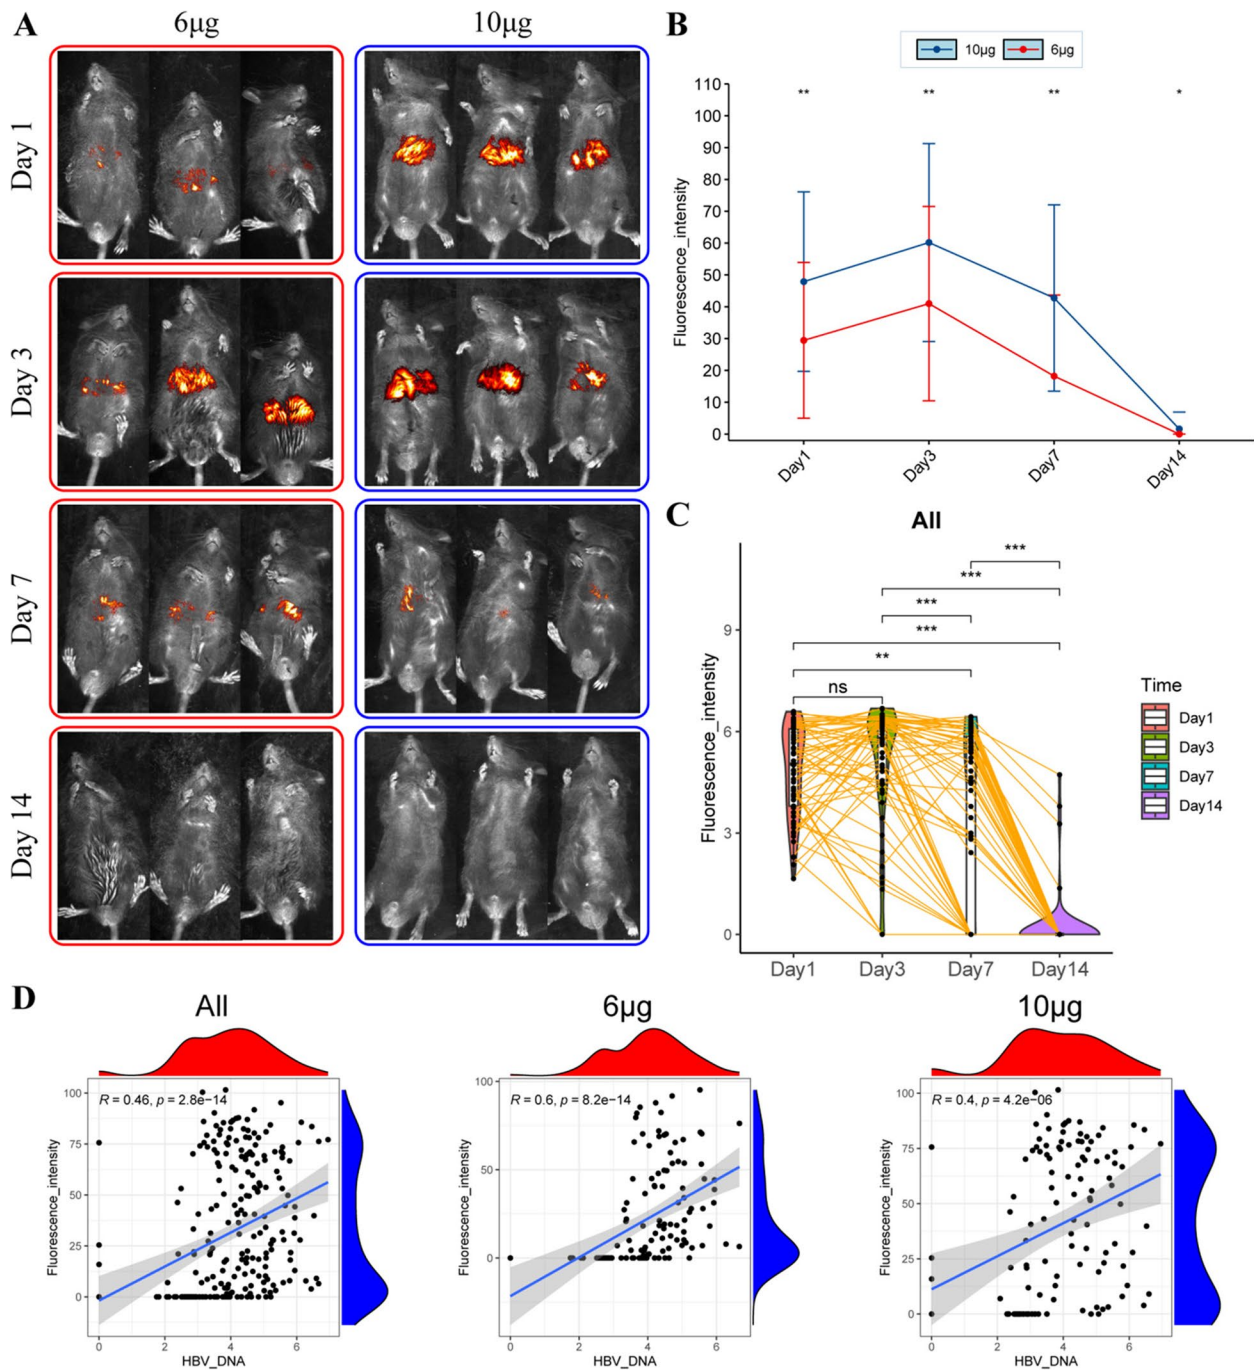 A
6μg
10μg
Day 1
Day 3
Day 7
Day 14
B
10μg
6μg
Fluorescence_intensity
110
100
90
80
70
60
50
40
30
20
10
0
**
**
**
*
Day1
Day3
Day7
Day14
C
All
***
***
***
***
**
ns
Fluorescence_intensity
9
6
3
0
Day1
Day3
Day7
Day14
Time
Day1
Day3
Day7
Day14
D
All
R = 0.46, p = 2.8e−14
Fluorescence_intensity
100
75
50
25
0
0
2
4
6
HBV_DNA
6μg
R = 0.6, p = 8.2e−14
Fluorescence_intensity
100
50
0
0
2
4
6
HBV_DNA
10μg
R = 0.4, p = 4.2e−06
Fluorescence_intensity
100
75
50
25
0
0
2
4
6
HBV_DNA